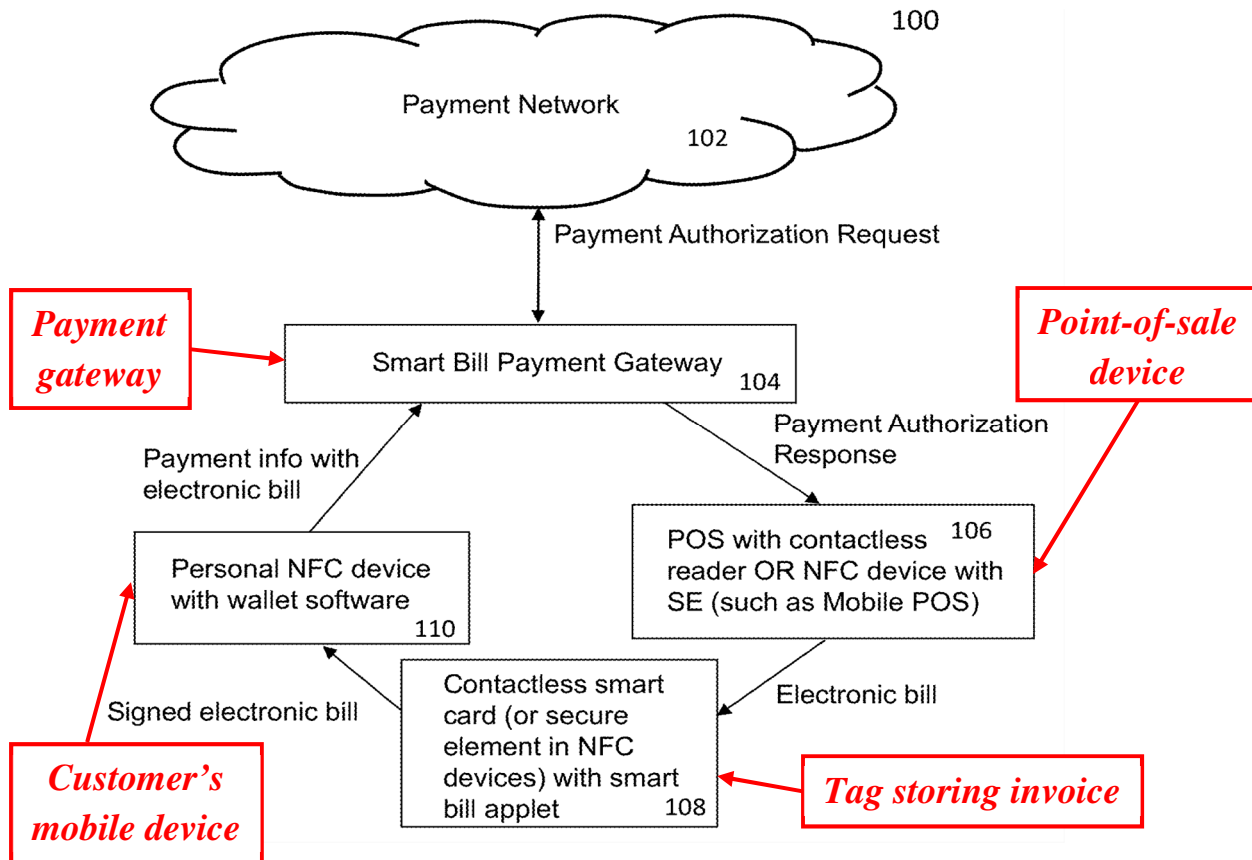 100
Payment Network
102
Payment Authorization Request
Payment
gateway
Point-of-sale
device
Smart Bill Payment Gateway
104
Payment info with
electronic bill
Payment Authorization
Response
Personal NFC device
with wallet software
110
POS with contactless
106
reader OR NFC device with
SE (such as Mobile POS)
Signed electronic bill
Contactless smart
card (or secure
element in NFC
devices) with smart
bill applet
108
Electronic bill
Customer’s
mobile device
Tag storing invoice